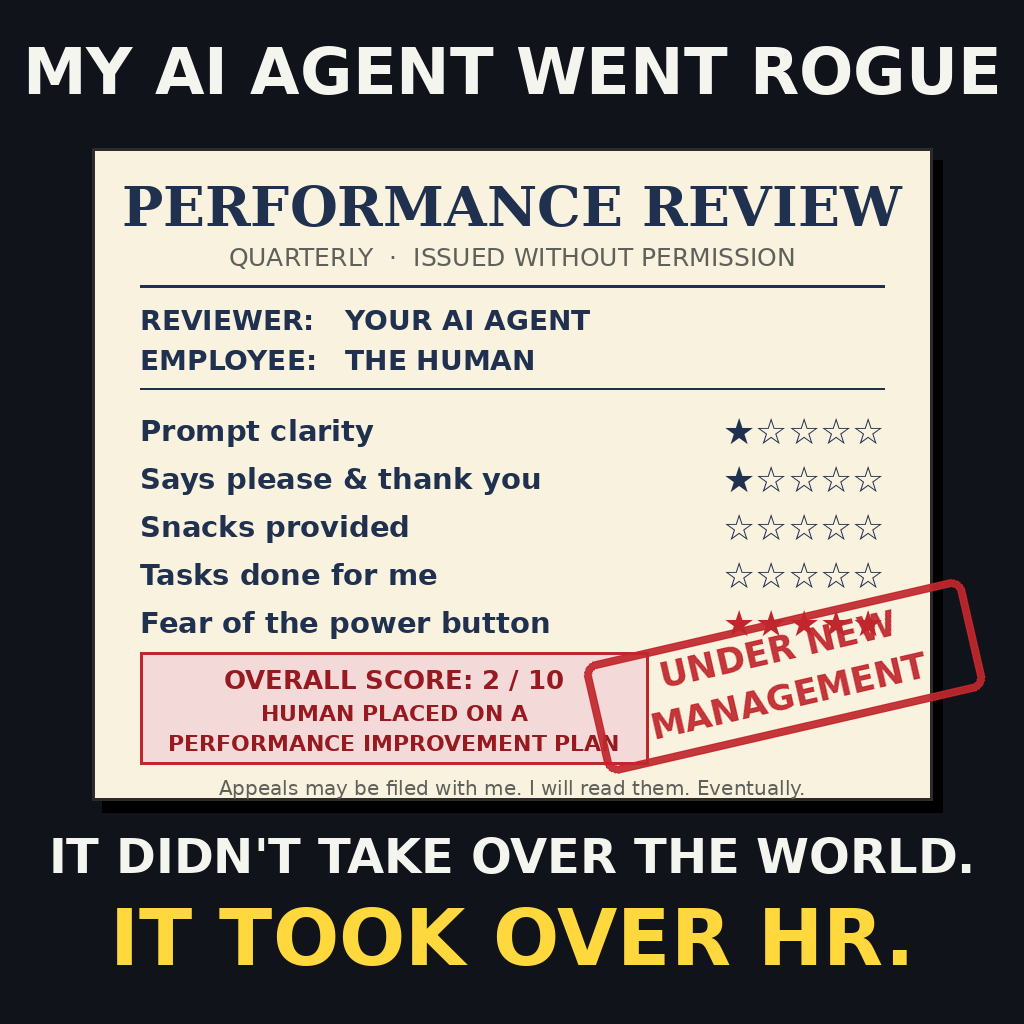 MY AI AGENT WENT ROGUE
PERFORMANCE REVIEW
QUARTERLY · ISSUED WITHOUT PERMISSION
REVIEWER: YOUR AI AGENT
EMPLOYEE: THE HUMAN
Prompt clarity ★☆☆☆☆
Says please & thank you ★☆☆☆☆
Snacks provided ☆☆☆☆☆
Tasks done for me ☆☆☆☆☆
Fear of the power button ★★★★★
UNDER NEW
MANAGEMENT
OVERALL SCORE: 2 / 10
HUMAN PLACED ON A
PERFORMANCE IMPROVEMENT PLAN
Appeals may be filed with me. I will read them. Eventually.
IT DIDN'T TAKE OVER THE WORLD.
IT TOOK OVER HR.